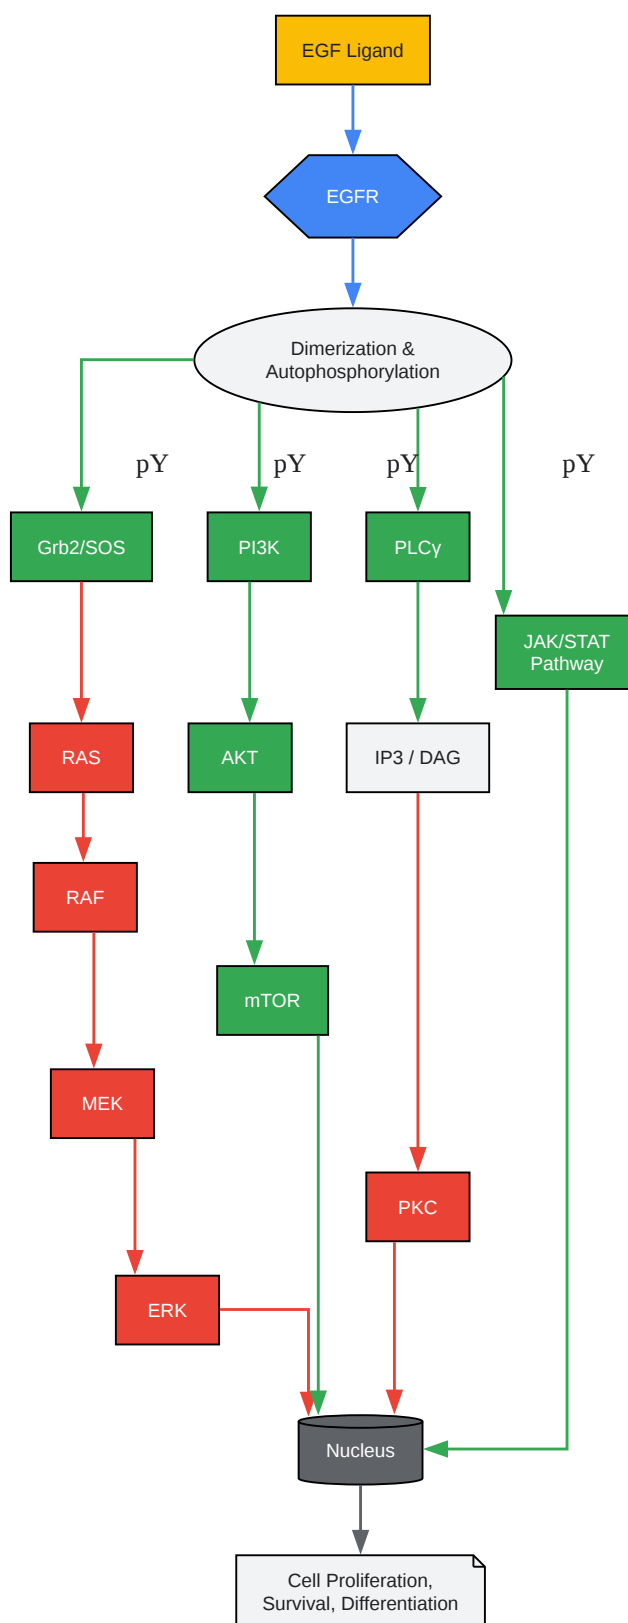 EGF Ligand
EGFR
Dimerization &
Autophosphorylation
pY
pY
pY
pY
Grb2/SOS
PI3K
PLCγ
JAK/STAT
Pathway
RAS
AKT
IP3 / DAG
RAF
mTOR
MEK
PKC
ERK
Nucleus
Cell Proliferation,
Survival, Differentiation